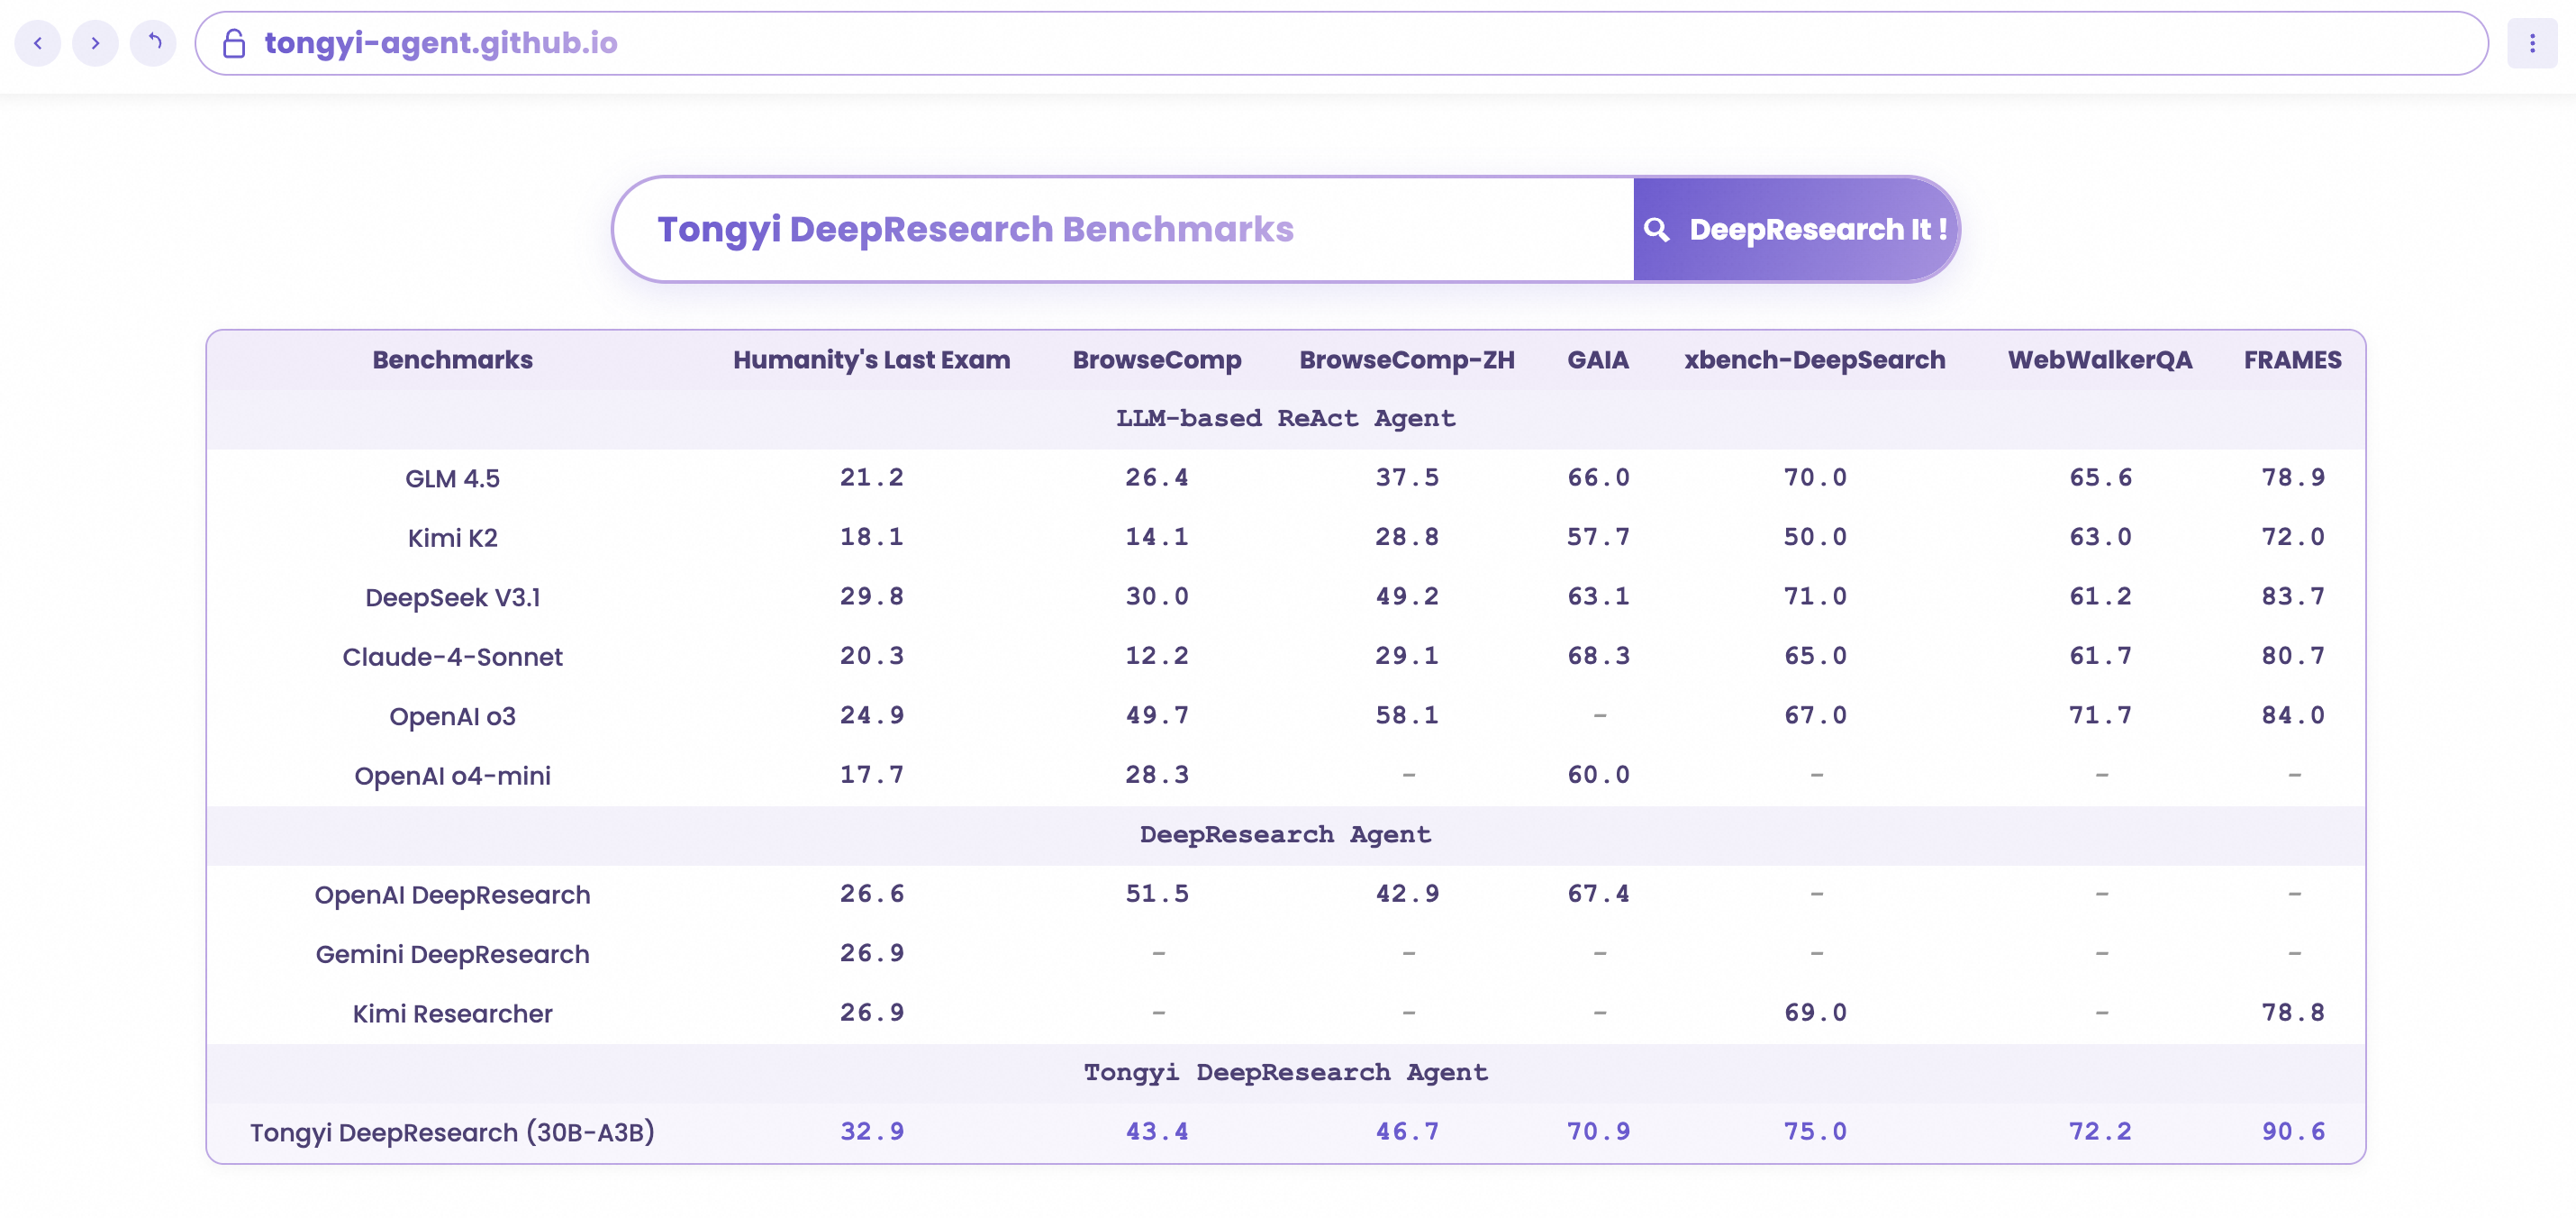 tongyi-agent.github.io
Tongyi DeepResearch Benchmarks DeepResearch It !
Benchmarks Humanity's Last Exam BrowseComp BrowseComp-ZH GAIA xbench-DeepSearch WebWalkerQA FRAMES
LLM-based ReAct Agent
GLM 4.5 21.2 26.4 37.5 66.0 70.0 65.6 78.9
Kimi K2 18.1 14.1 28.8 57.7 50.0 63.0 72.0
DeepSeek V3.1 29.8 30.0 49.2 63.1 71.0 61.2 83.7
Claude-4-Sonnet 20.3 12.2 29.1 68.3 65.0 61.7 80.7
OpenAI o3 24.9 49.7 58.1 - 67.0 71.7 84.0
OpenAI o4-mini 17.7 28.3 - 60.0 - - -
DeepResearch Agent
OpenAI DeepResearch 26.6 51.5 42.9 67.4 - - -
Gemini DeepResearch 26.9 - - - - - -
Kimi Researcher 26.9 - - - 69.0 - 78.8
Tongyi DeepResearch Agent
Tongyi DeepResearch (30B-A3B) 32.9 43.4 46.7 70.9 75.0 72.2 90.6